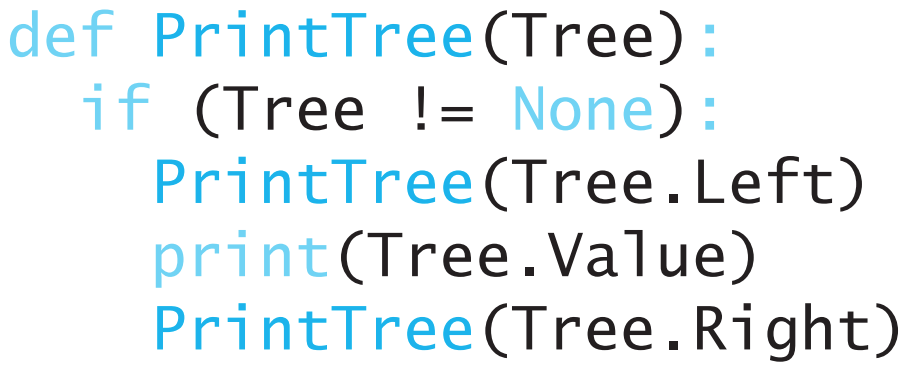 def PrintTree(Tree):
  if (Tree != None):
    PrintTree(Tree.Left)
    print(Tree.Value)
    PrintTree(Tree.Right)